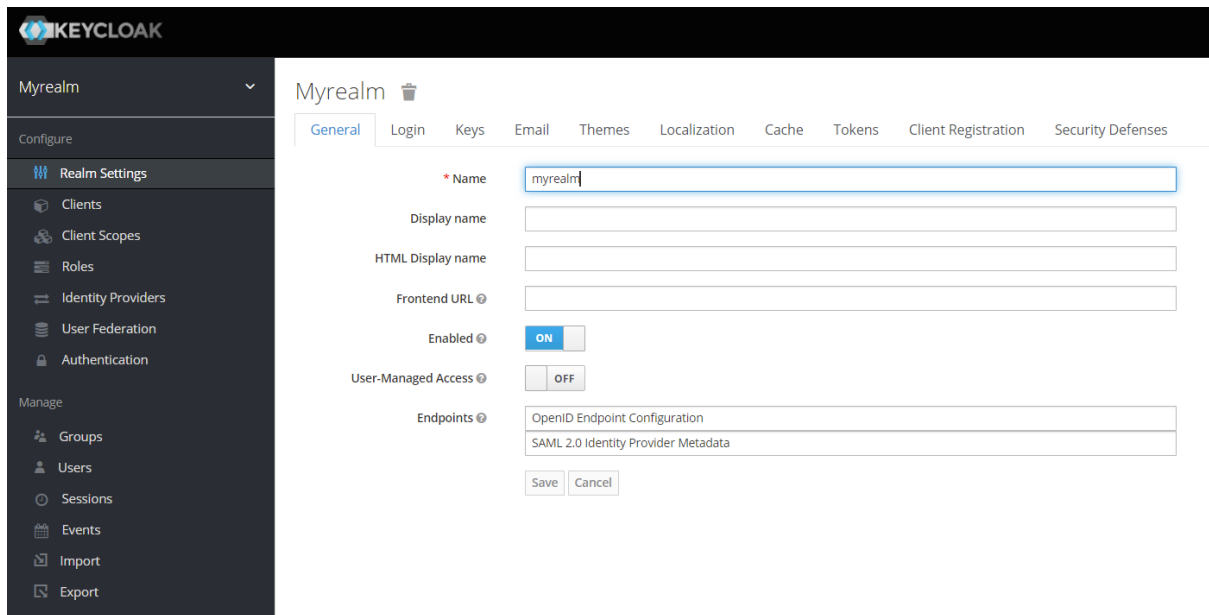 KEYCLOAK
Myrealm
Configure
Realm Settings
Clients
Client Scopes
Roles
Identity Providers
User Federation
Authentication
Manage
Groups
Users
Sessions
Events
Import
Export
Myrealm
General Login Keys Email Themes Localization Cache Tokens Client Registration Security Defenses
* Name myrealm
Display name
HTML Display name
Frontend URL
Enabled ON
User-Managed Access OFF
Endpoints OpenID Endpoint Configuration
SAML 2.0 Identity Provider Metadata
Save Cancel